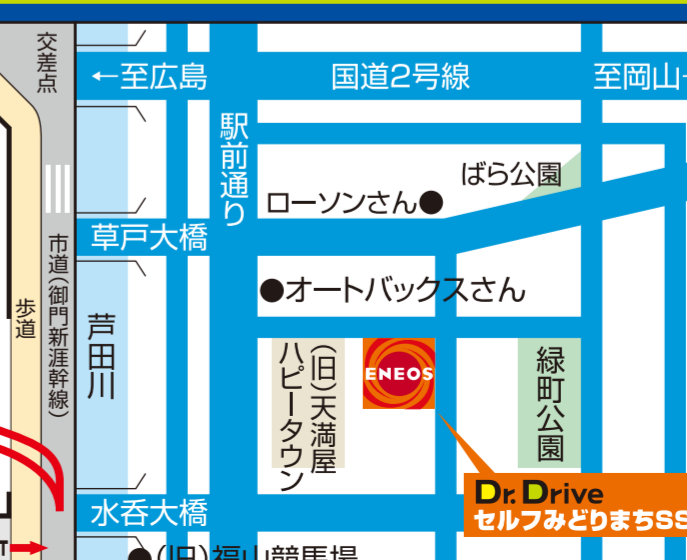 交差点
←至広島
国道2号線
至岡山
駅前通り
ばら公園
ローソンさん●
草戸大橋
市道(御門新涯幹線)
●オートバックスさん
歩道
芦田川
(旧)天満屋
ハピータウン
ENEOS
緑町公園
Dr. Drive
セルフみどりまちSS
水呑大橋
●(旧)福山競馬場